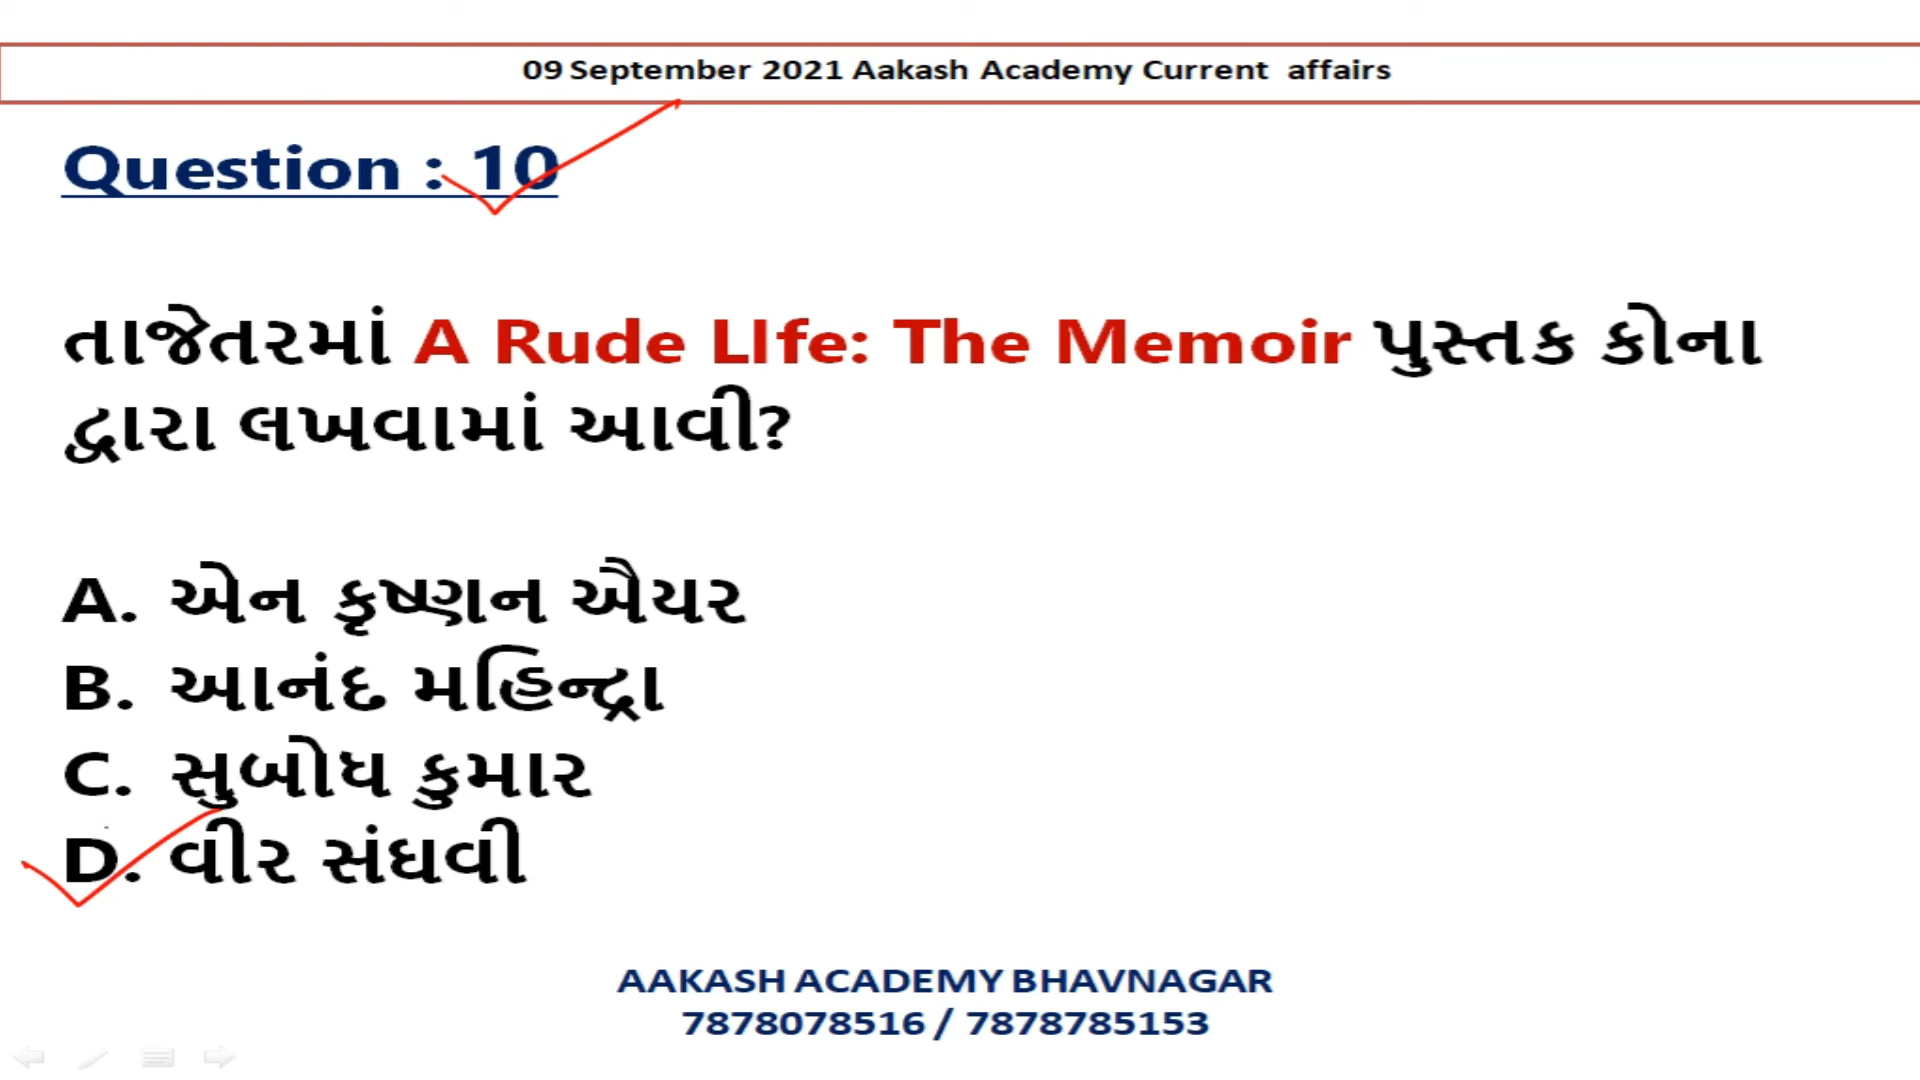 09 September 2021 Aakash Academy Current affairs
Question : 10
તાજેતરમાં A Rude LIfe: The Memoir પુસ્તક કોના
દ્વારા લખવામાં આવી?
A. એન કૃષ્ણન ઐયર
B. આનંદ મહિન્દ્રા
C. સુબોધ કુમાર
D. વીર સંઘવી
AAKASH ACADEMY BHAVNAGAR
7878078516 / 7878785153